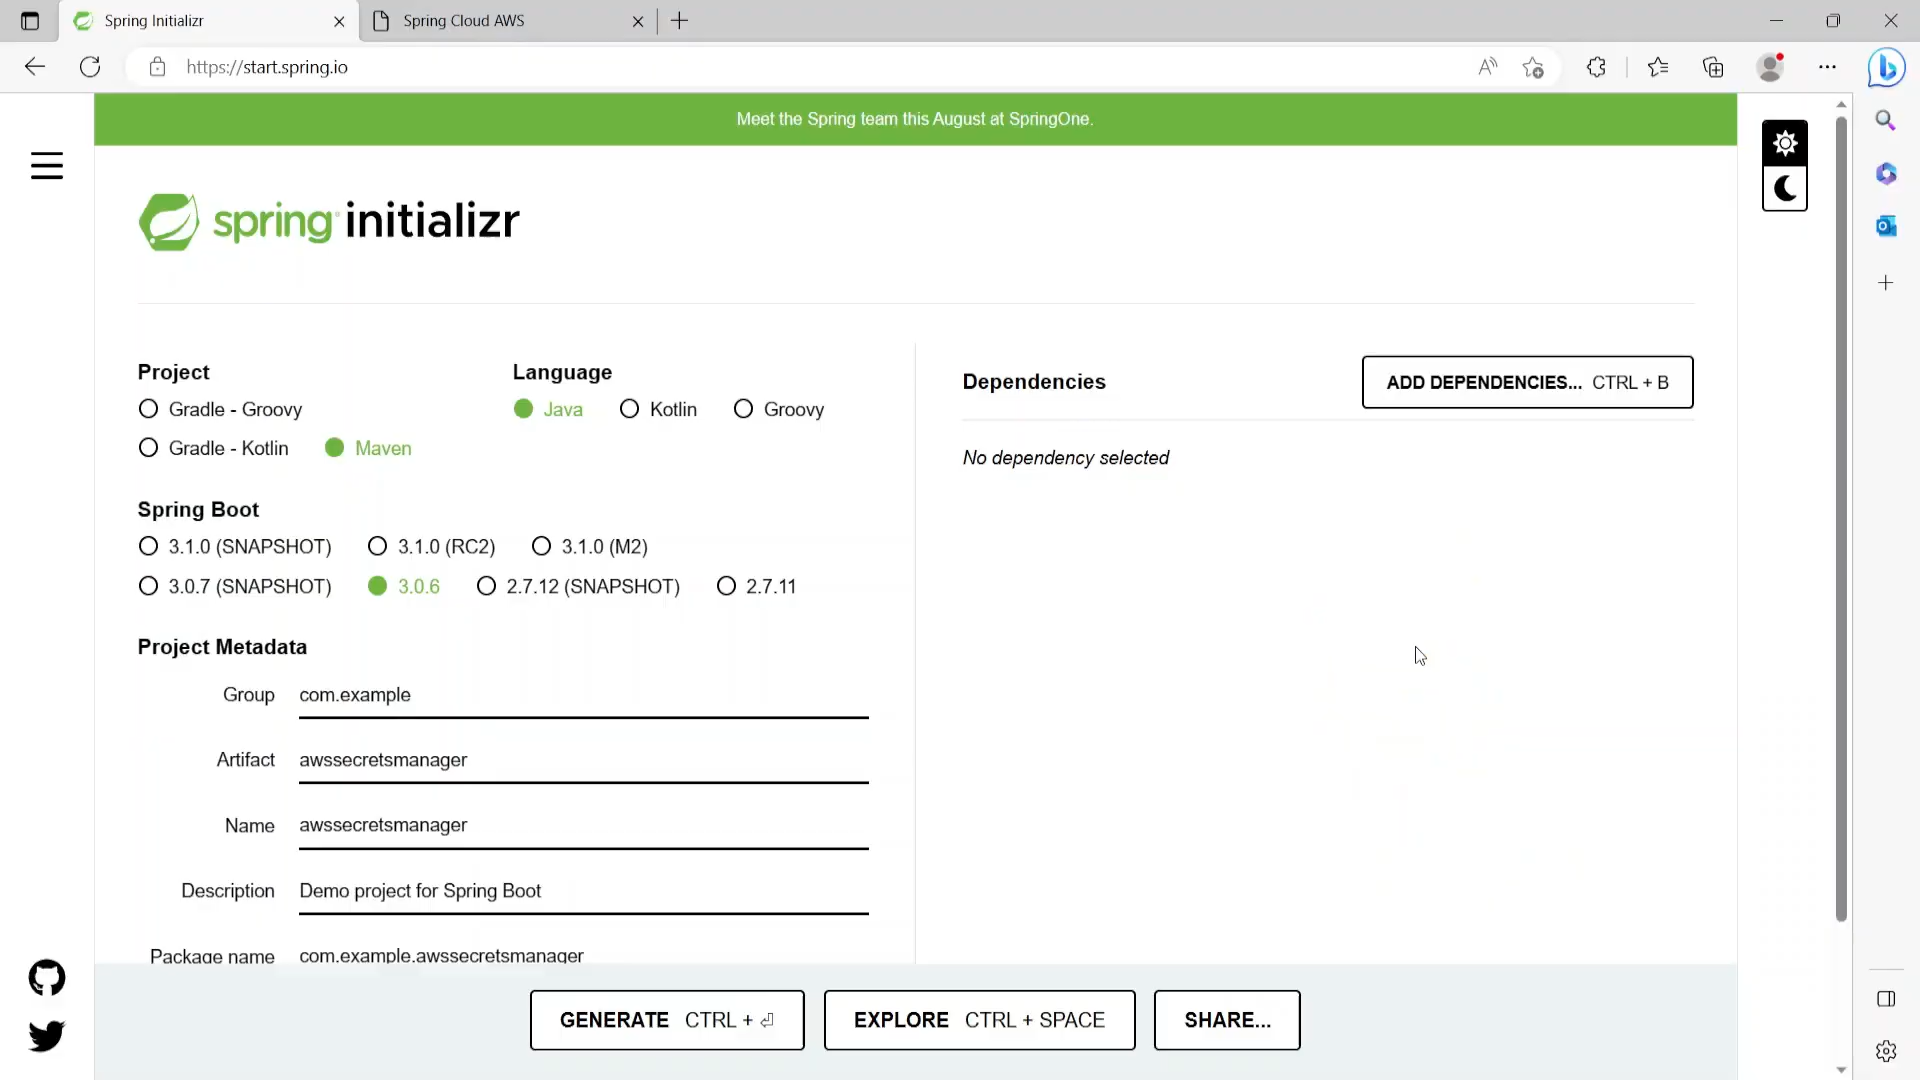 Spring Initializr
Spring Cloud AWS
https://start.spring.io
Meet the Spring team this August at SpringOne.
spring initializr
Project
Gradle - Groovy
Gradle - Kotlin
Maven
Language
Java
Kotlin
Groovy
Spring Boot
3.1.0 (SNAPSHOT)
3.1.0 (RC2)
3.1.0 (M2)
3.0.7 (SNAPSHOT)
3.0.6
2.7.12 (SNAPSHOT)
2.7.11
Project Metadata
Group com.example
Artifact awssecretsmanager
Name awssecretsmanager
Description Demo project for Spring Boot
Package name com.example.awssecretsmanager
Dependencies
ADD DEPENDENCIES... CTRL + B
No dependency selected
GENERATE CTRL + ⏎
EXPLORE CTRL + SPACE
SHARE...